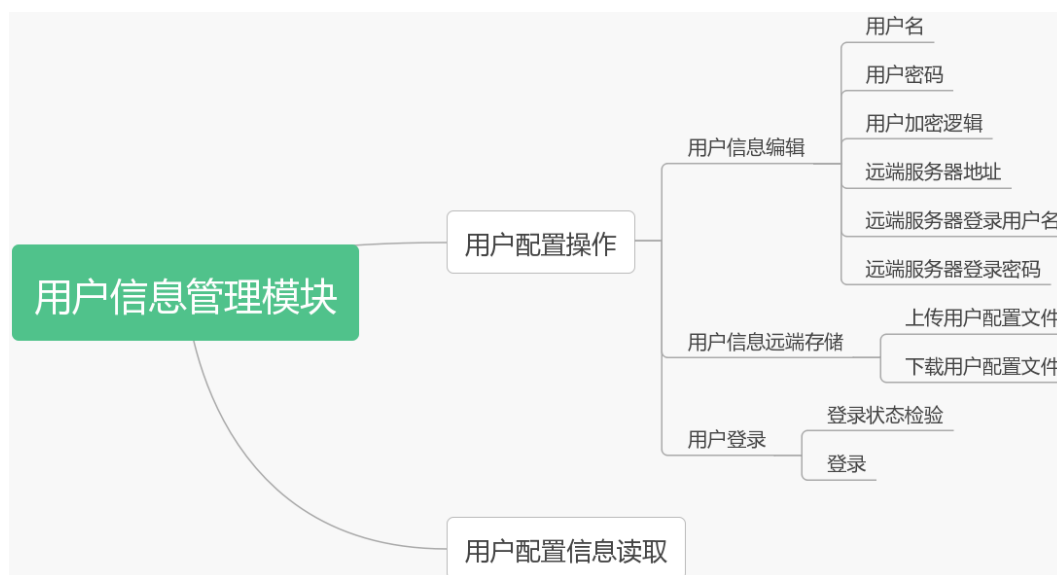 用户信息管理模块
用户配置操作
用户信息编辑
用户名
用户密码
用户加密逻辑
远端服务器地址
远端服务器登录用户名
远端服务器登录密码
用户信息远端存储
上传用户配置文件
下载用户配置文件
用户登录
登录状态检验
登录
用户配置信息读取